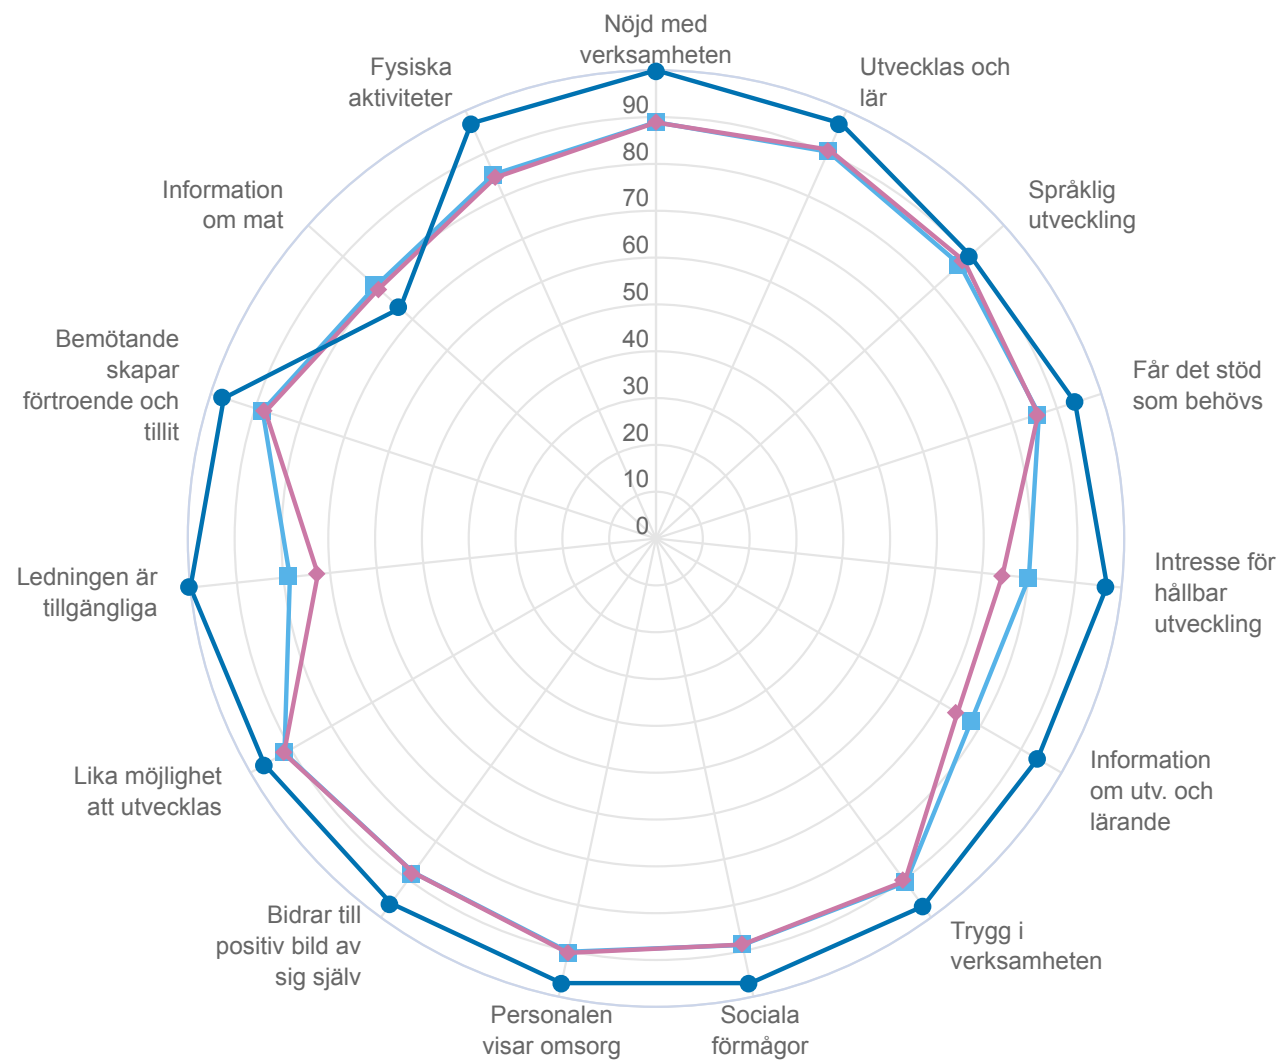 Nöjd med
verksamheten
Utvecklas och
lär
Språklig
utveckling
Får det stöd
som behövs
Intresse för
hållbar
utveckling
Information
om utv. och
lärande
Trygg i
verksamheten
Sociala
förmågor
Personalen
visar omsorg
Bidrar till
positiv bild av
sig själv
Lika möjlighet
att utvecklas
Ledningen är
tillgängliga
Bemötande
skapar
förtroende och
tillit
Information
om mat
Fysiska
aktiviteter
90
80
70
60
50
40
30
20
10
0